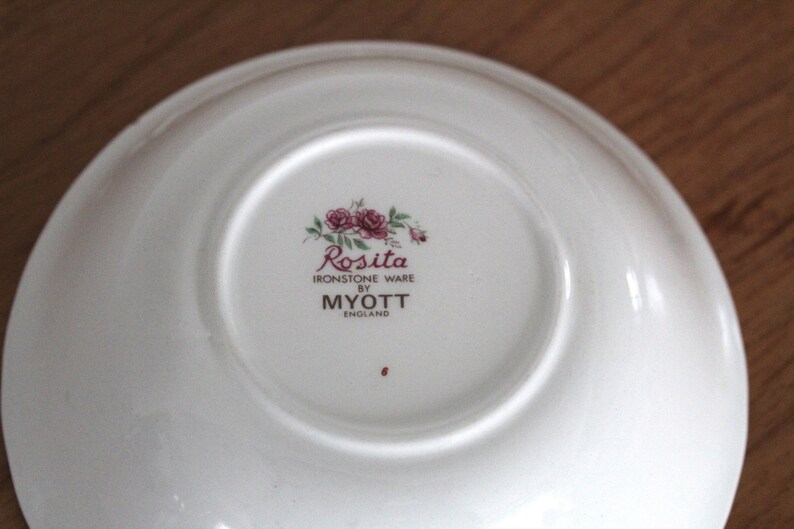 Rosita
IRONSTONE WARE
BY
MYOTT
ENGLAND
6